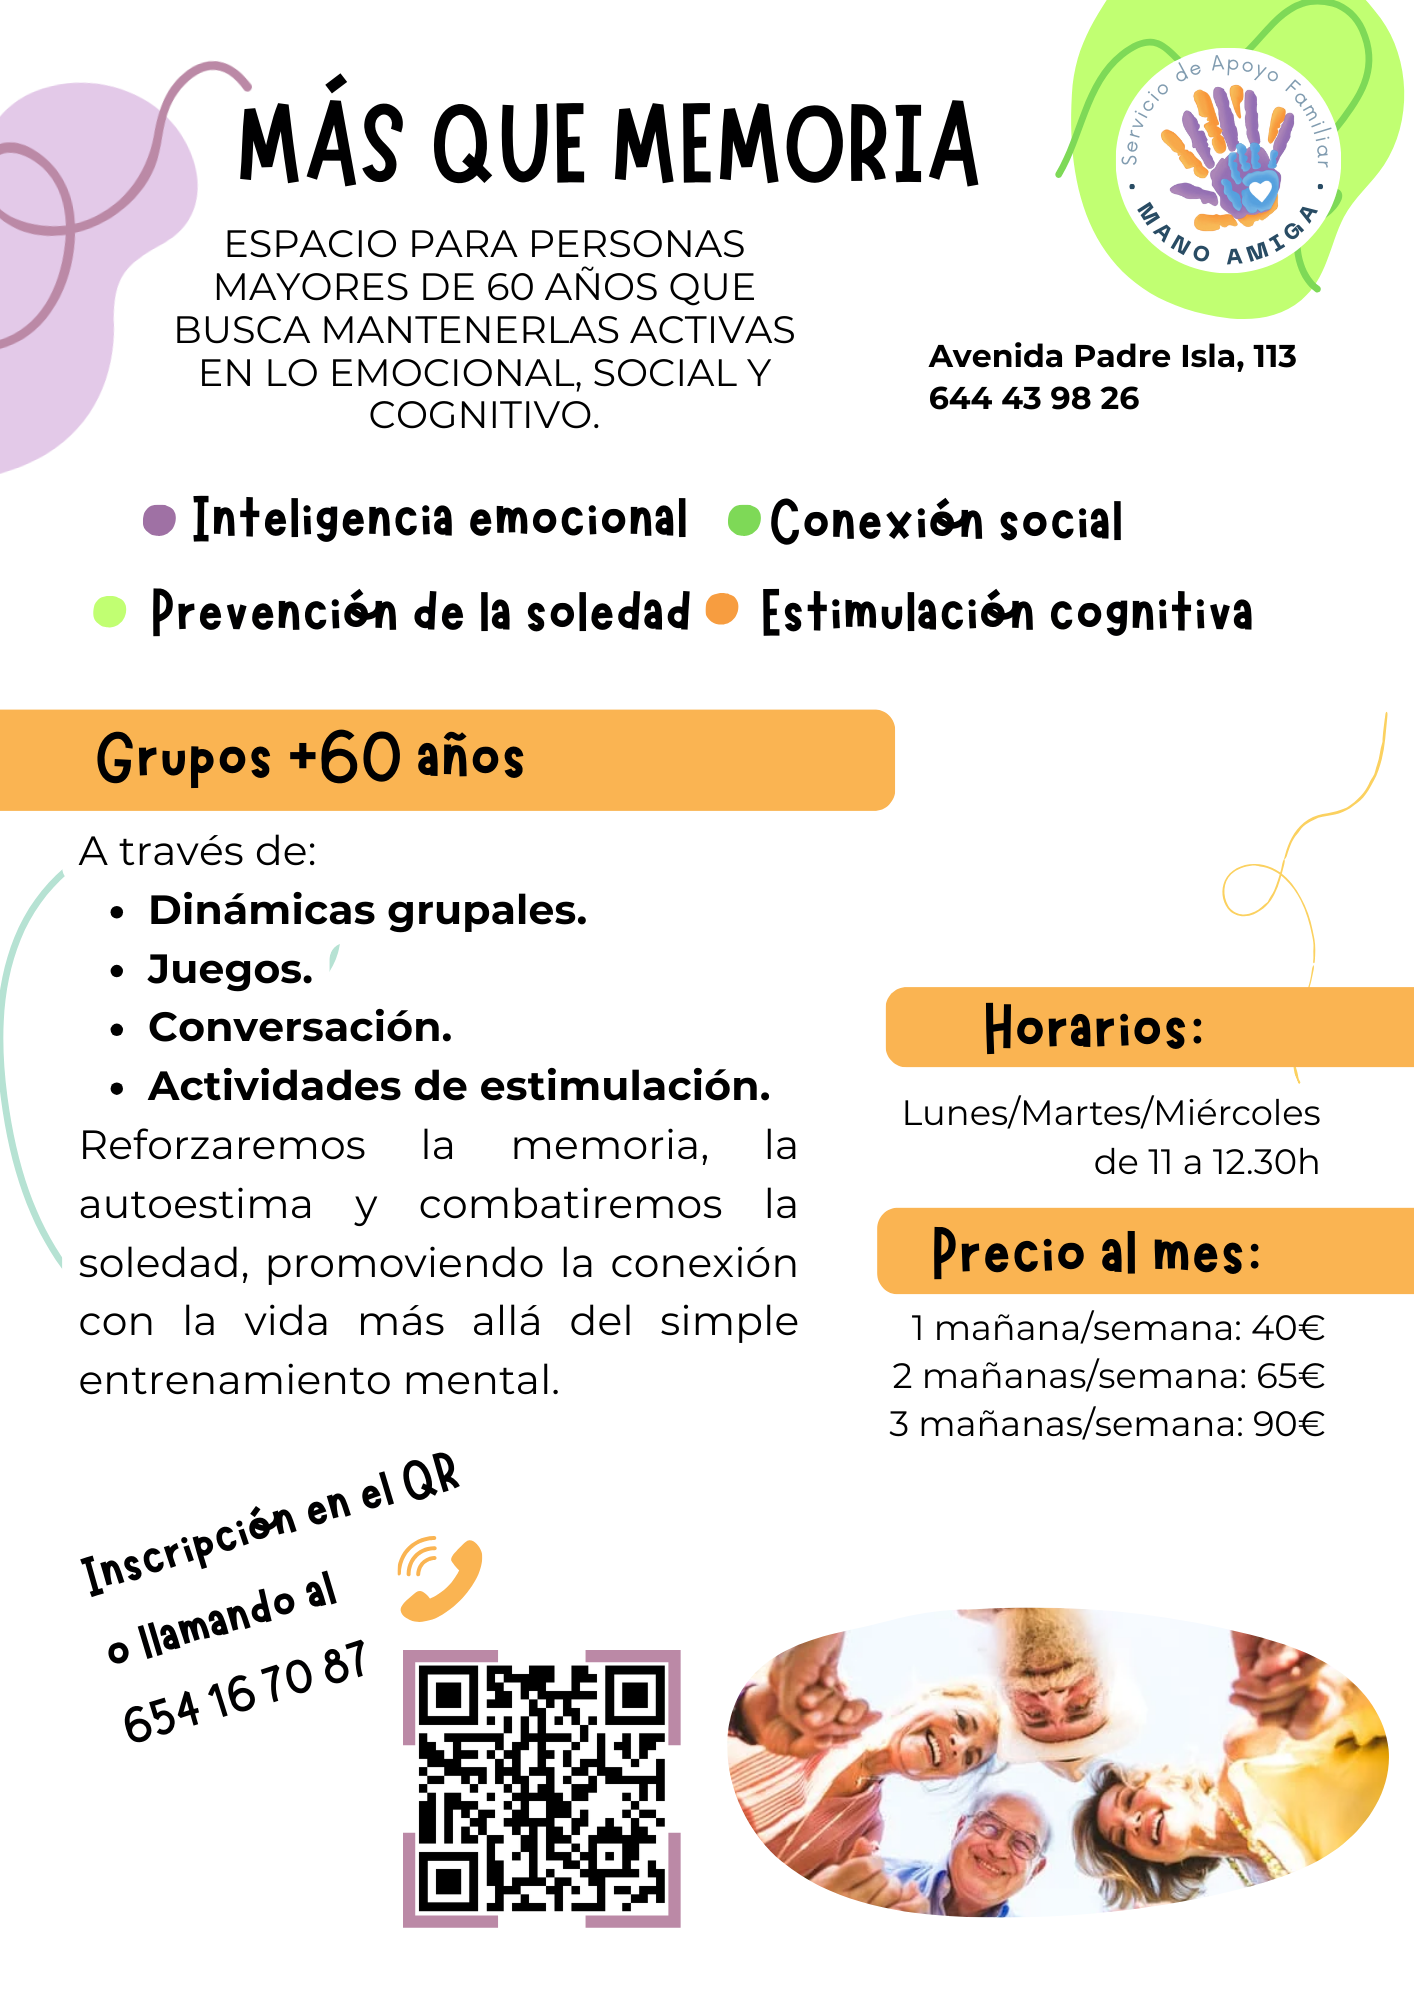 MÁS QUE MEMORIA
Servicio de Apoyo Familiar
• MANO AMIGA •
ESPACIO PARA PERSONAS
MAYORES DE 60 AÑOS QUE
BUSCA MANTENERLAS ACTIVAS
EN LO EMOCIONAL, SOCIAL Y
COGNITIVO.
Avenida Padre Isla, 113
644 43 98 26
Inteligencia emocional
Conexión social
Prevención de la soledad
Estimulación cognitiva
Grupos +60 años
A través de:
• Dinámicas grupales.
• Juegos.
• Conversación.
• Actividades de estimulación.
Reforzaremos la memoria, la
autoestima y combatiremos la
soledad, promoviendo la conexión
con la vida más allá del simple
entrenamiento mental.
Horarios:
Lunes/Martes/Miércoles
de 11 a 12.30h
Precio al mes:
1 mañana/semana: 40€
2 mañanas/semana: 65€
3 mañanas/semana: 90€
Inscripción en el QR
o llamando al
654 16 70 87